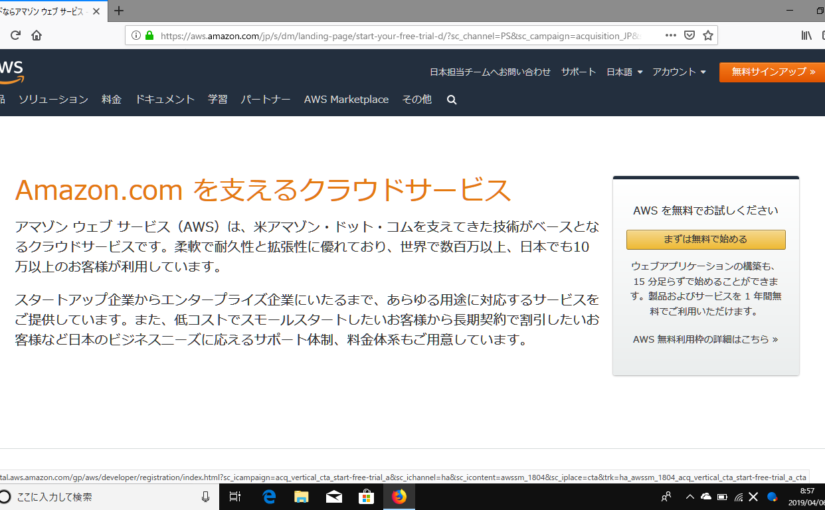 ドならアマゾン ウェブ サービス -
https://aws.amazon.com/jp/s/dm/landing-page/start-your-free-trial-d/?sc_channel=PS&sc_campaign=acquisition_JP&
WS
日本担当チームへお問い合わせ サポート 日本語 アカウント 無料サインアップ »
品 ソリューション 料金 ドキュメント 学習 パートナー AWS Marketplace その他
Amazon.com を支えるクラウドサービス
アマゾン ウェブ サービス（AWS）は、米アマゾン・ドット・コムを支えてきた技術がベースとな
るクラウドサービスです。柔軟で耐久性と拡張性に優れており、世界で数百万以上、日本でも10
万以上のお客様が利用しています。
スタートアップ企業からエンタープライズ企業にいたるまで、あらゆる用途に対応するサービスを
ご提供しています。また、低コストでスモールスタートしたいお客様から長期契約で割引したいお
客様など日本のビジネスニーズに応えるサポート体制、料金体系もご用意しています。
AWS を無料でお試しください
まずは無料で始める
ウェブアプリケーションの構築も、
15 分足らずで始めることができま
す。製品およびサービスを 1 年間無
料でご利用いただけます。
AWS 無料利用枠の詳細はこちら »
tal.aws.amazon.com/gp/aws/developer/registration/index.html?sc_icampaign=acq_vertical_cta_start-free-trial_a&sc_ichannel=ha&sc_icontent=awssm_1804&sc_iplace=cta&trk=ha_awssm_1804_acq_vertical_cta_start-free-trial_a_cta
ここに入力して検索
8:57
2019/04/06